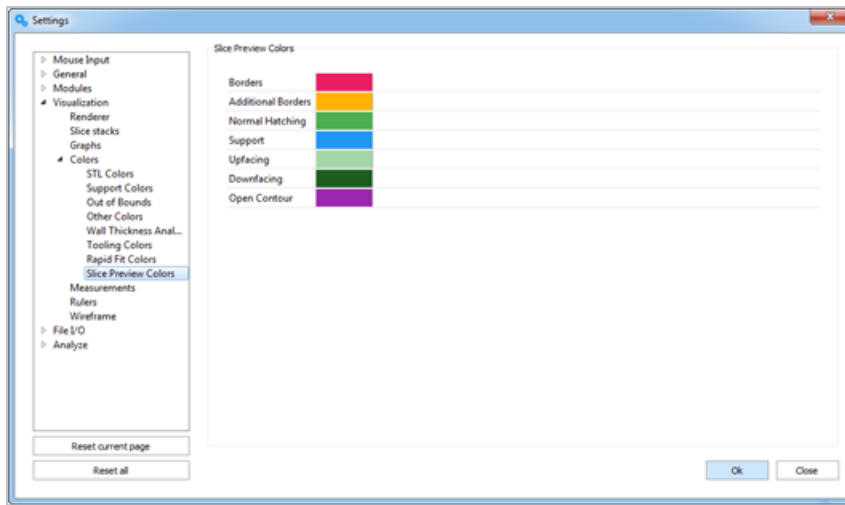 Settings
Mouse Input
General
Modules
Visualization
Renderer
Slice stacks
Graphs
Colors
STL Colors
Support Colors
Out of Bounds
Other Colors
Wall Thickness Anal...
Tooling Colors
Rapid Fit Colors
Slice Preview Colors
Measurements
Rulers
Wireframe
File I/O
Analyze
Reset current page
Reset all
Slice Preview Colors
Borders
Additional Borders
Normal Hatching
Support
Upfacing
Downfacing
Open Contour
Ok
Close